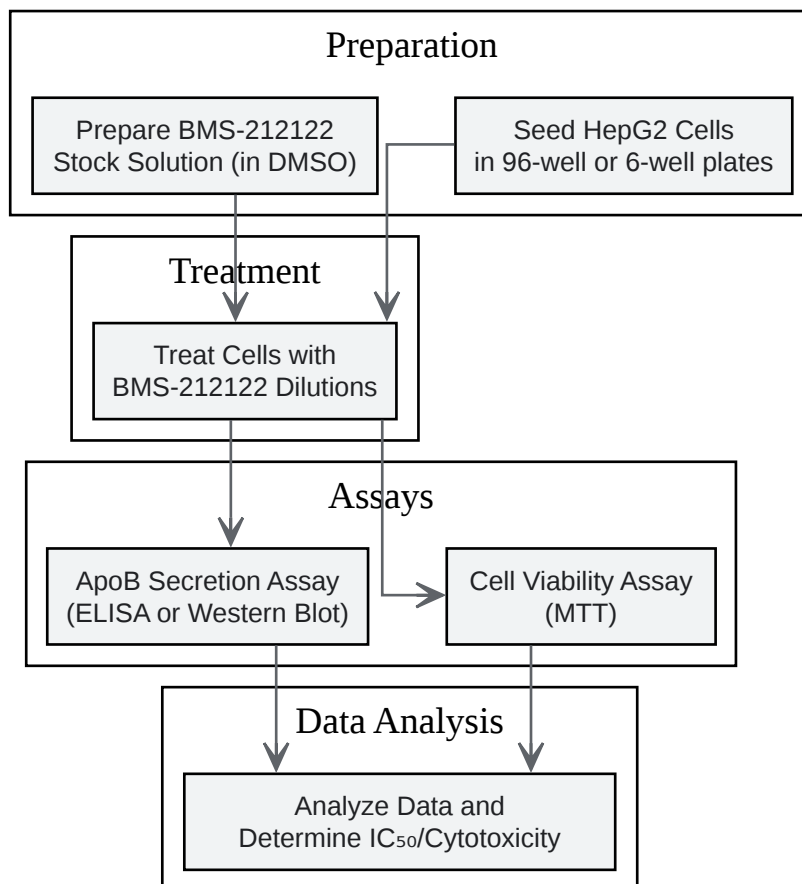 Preparation
Prepare BMS-212122
Stock Solution (in DMSO)
Seed HepG2 Cells
in 96-well or 6-well plates
Treatment
Treat Cells with
BMS-212122 Dilutions
Assays
ApoB Secretion Assay
(ELISA or Western Blot)
Cell Viability Assay
(MTT)
Data Analysis
Analyze Data and
Determine IC₅₀/Cytotoxicity